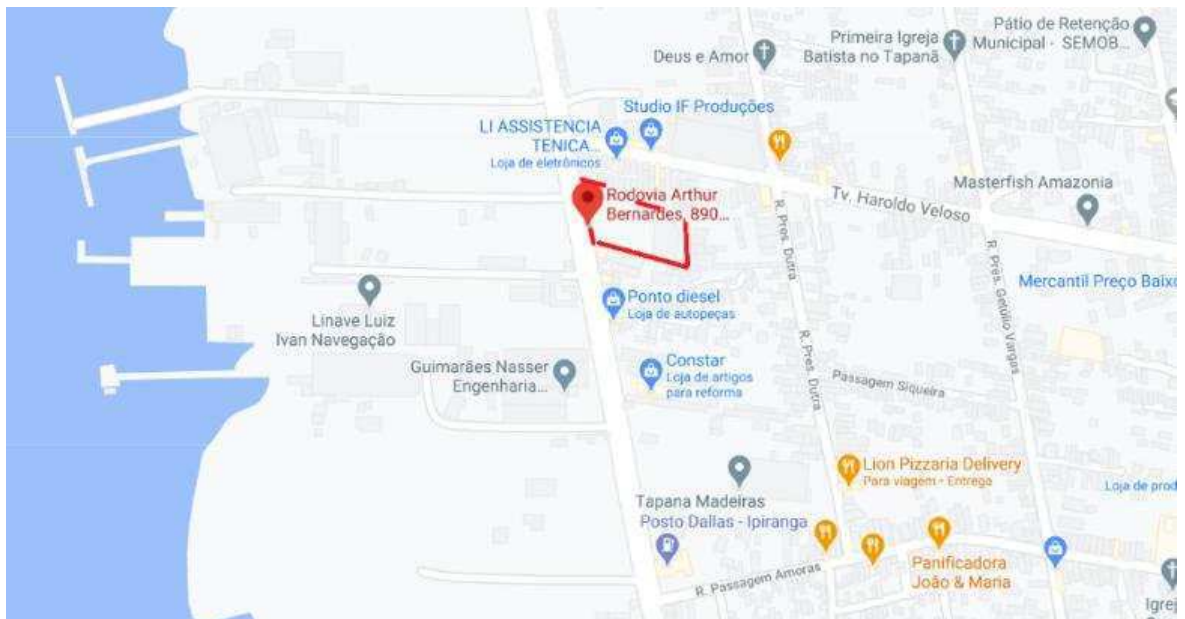 Deus e Amor
Primeira Igreja
Batista no Tapanã
Pátio de Retenção
Municipal - SEMOB...
Studio IF Produções
LI ASSISTENCIA
TENICA...
Loja de eletrônicos
Rodovia Arthur
Bernardes, 890...
Masterfish Amazonia
Tv. Haroldo Veloso
R. Pres. Dutra
R. Pres. Getúlio Vargas
Mercantil Preço Baixo
Ponto diesel
Loja de autopeças
Linave Luiz
Ivan Navegação
Guimarães Nasser
Engenharia...
Constar
Loja de artigos
para reforma
R. Pres. Dutra
Passagem Siqueira
Lion Pizzaria Delivery
Para viagem - Entrega
Tapana Madeiras
Loja de prod
Posto Dallas - Ipiranga
Panificadora
João & Maria
R. Passagem Amoras
Igrej